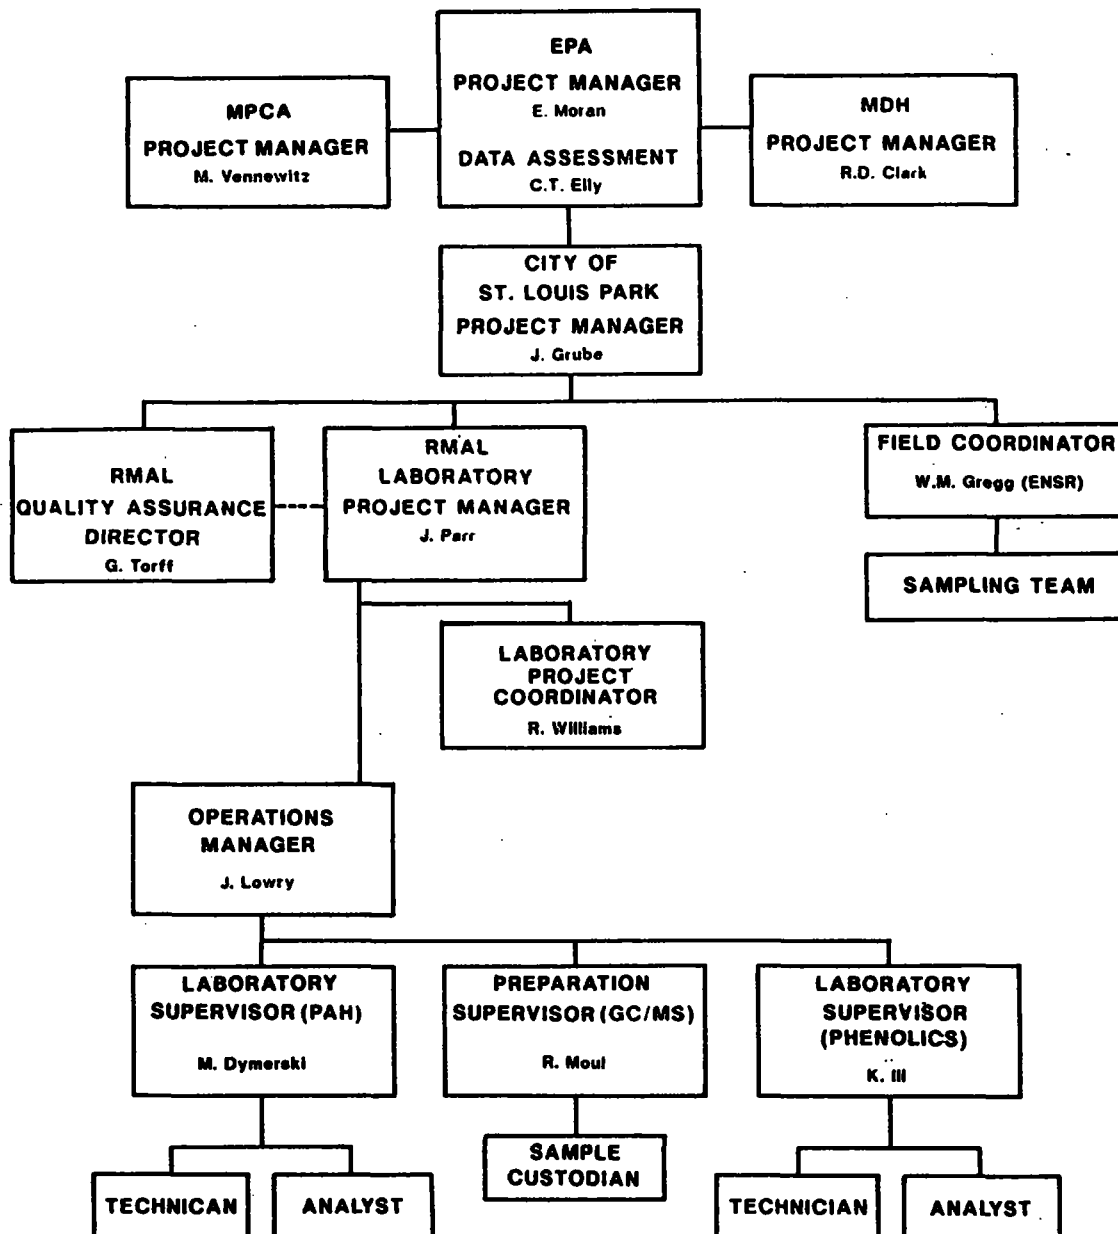 EPA
PROJECT MANAGER
E. Moran
DATA ASSESSMENT
C.T. Elly
MPCA
PROJECT MANAGER
M. Vennewitz
MDH
PROJECT MANAGER
R.D. Clark
CITY OF
ST. LOUIS PARK
PROJECT MANAGER
J. Grube
RMAL
QUALITY ASSURANCE
DIRECTOR
G. Torff
RMAL
LABORATORY
PROJECT MANAGER
J. Parr
FIELD COORDINATOR
W.M. Gregg (ENSR)
SAMPLING TEAM
LABORATORY
PROJECT
COORDINATOR
R. Williams
OPERATIONS
MANAGER
J. Lowry
LABORATORY
SUPERVISOR (PAH)
M. Dymerski
PREPARATION
SUPERVISOR (GC/MS)
R. Moul
LABORATORY
SUPERVISOR
(PHENOLICS)
K. Ill
TECHNICAN
ANALYST
SAMPLE
CUSTODIAN
TECHNICIAN
ANALYST